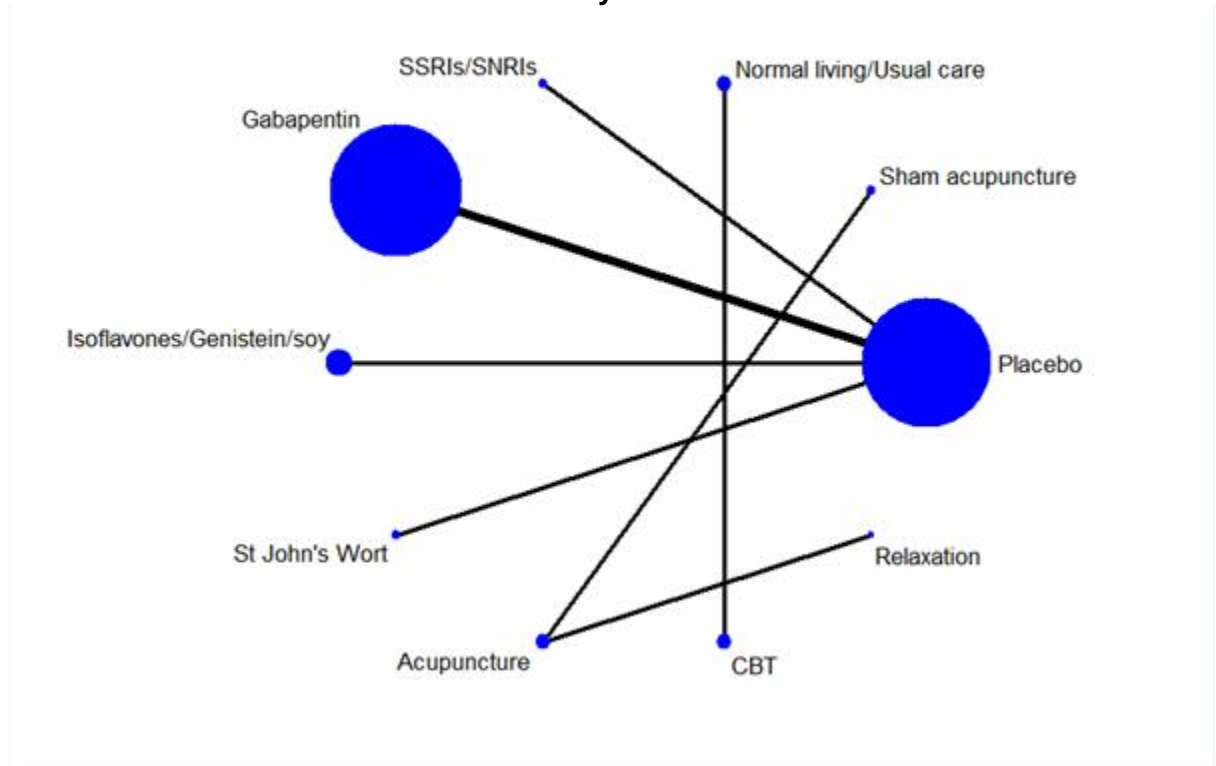 SSRIs/SNRIs
Normal living/Usual care
Gabapentin
Sham acupuncture
Isoflavones/Genistein/soy
Placebo
St John's Wort
Relaxation
Acupuncture
CBT